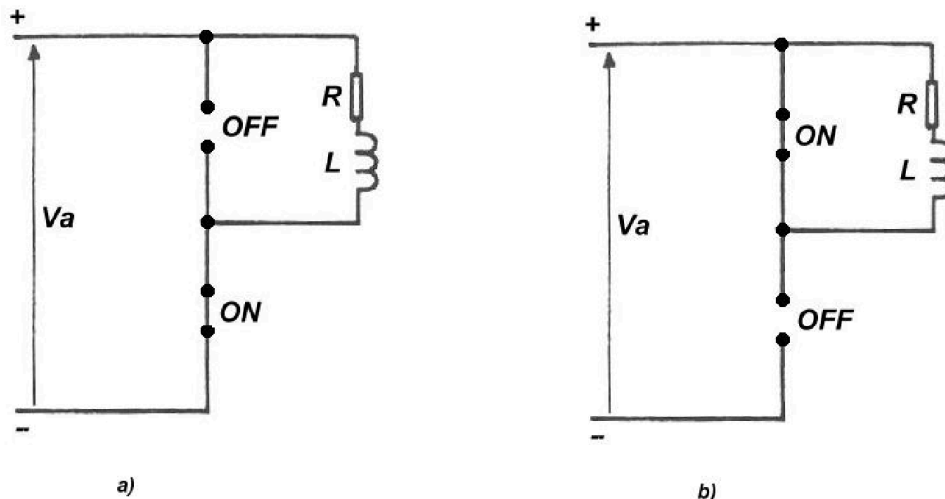 +
R
OFF
L
Va
ON
--
a)
+
R
ON
L
Va
OFF
--
b)